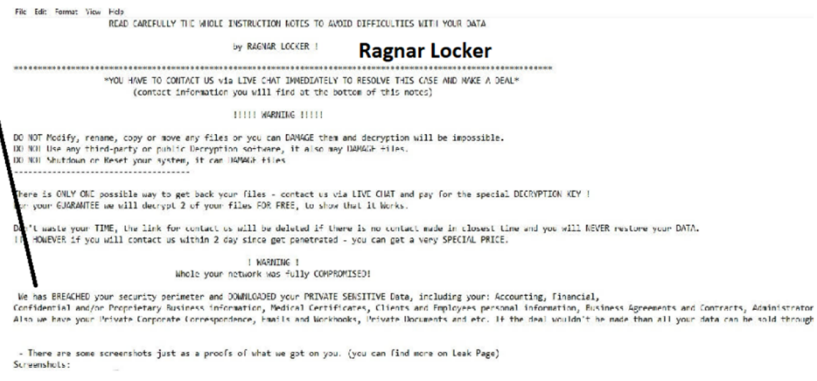 File Edit Format View Help
READ CAREFULLY THE WHOLE INSTRUCTION NOTES TO AVOID DIFFICULTIES WITH YOUR DATA
by RAGNAR LOCKER !
Ragnar Locker
*YOU HAVE TO CONTACT US via LIVE CHAT IMMEDIATELY TO RESOLVE THIS CASE AND MAKE A DEAL*
(contact information you will find at the bottom of this notes)
!!!!! WARNING !!!!!
DO NOT Modify, rename, copy or move any files or you can DAMAGE them and decryption will be impossible.
DO NOT Use any third-party or public Decryption software, it also may DAMAGE files.
DO NOT Shutdown or Reset your system, it can DAMAGE files
------------------------------------
There is ONLY ONE possible way to get back your files - contact us via LIVE CHAT and pay for the special DECRYPTION KEY !
For your GUARANTEE we will decrypt 2 of your files FOR FREE, to show that it Works.
Don't waste your TIME, the link for contact us will be deleted if there is no contact made in closest time and you will NEVER restore your DATA.
!!! HOWEVER if you will contact us within 2 day since get penetrated - you can get a very SPECIAL PRICE.
! WARNING !
Whole your network was fully COMPROMISED!
We has BREACHED your security perimeter and DOWNLOADED your PRIVATE SENSITIVE Data, including your: Accounting, Financial,
Confidential and/or Proprietary Business information, Medical Certificates, Clients and Employees personal information, Business Agreements and Contracts, Administrator
Also we have your Private Corporate Correspondence, Emails and Workbooks, Private Documents and etc. If the deal wouldn't be made than all your data can be sold through
- There are some screenshots just as a proofs of what we got on you. (you can find more on Leak Page)
Screenshots: